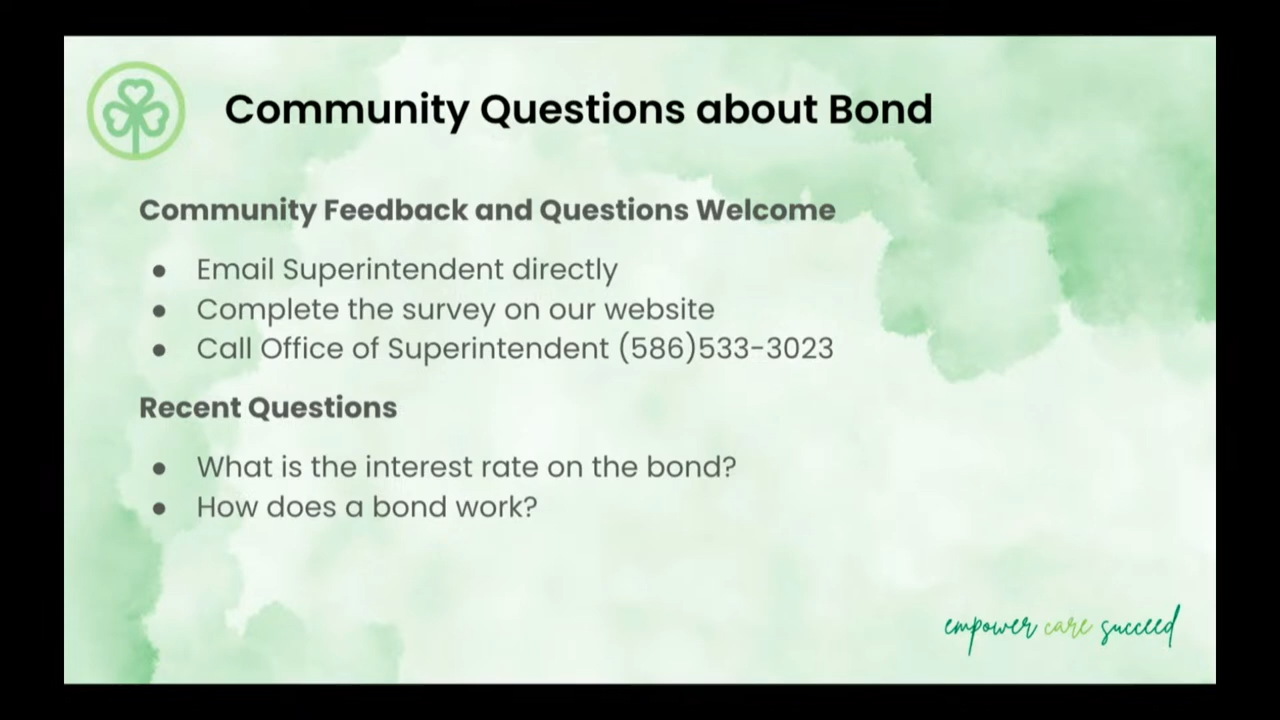 Community Questions about Bond
Community Feedback and Questions Welcome
● Email Superintendent directly
● Complete the survey on our website
● Call Office of Superintendent (586)533-3023
Recent Questions
● What is the interest rate on the bond?
● How does a bond work?
empower care succeed